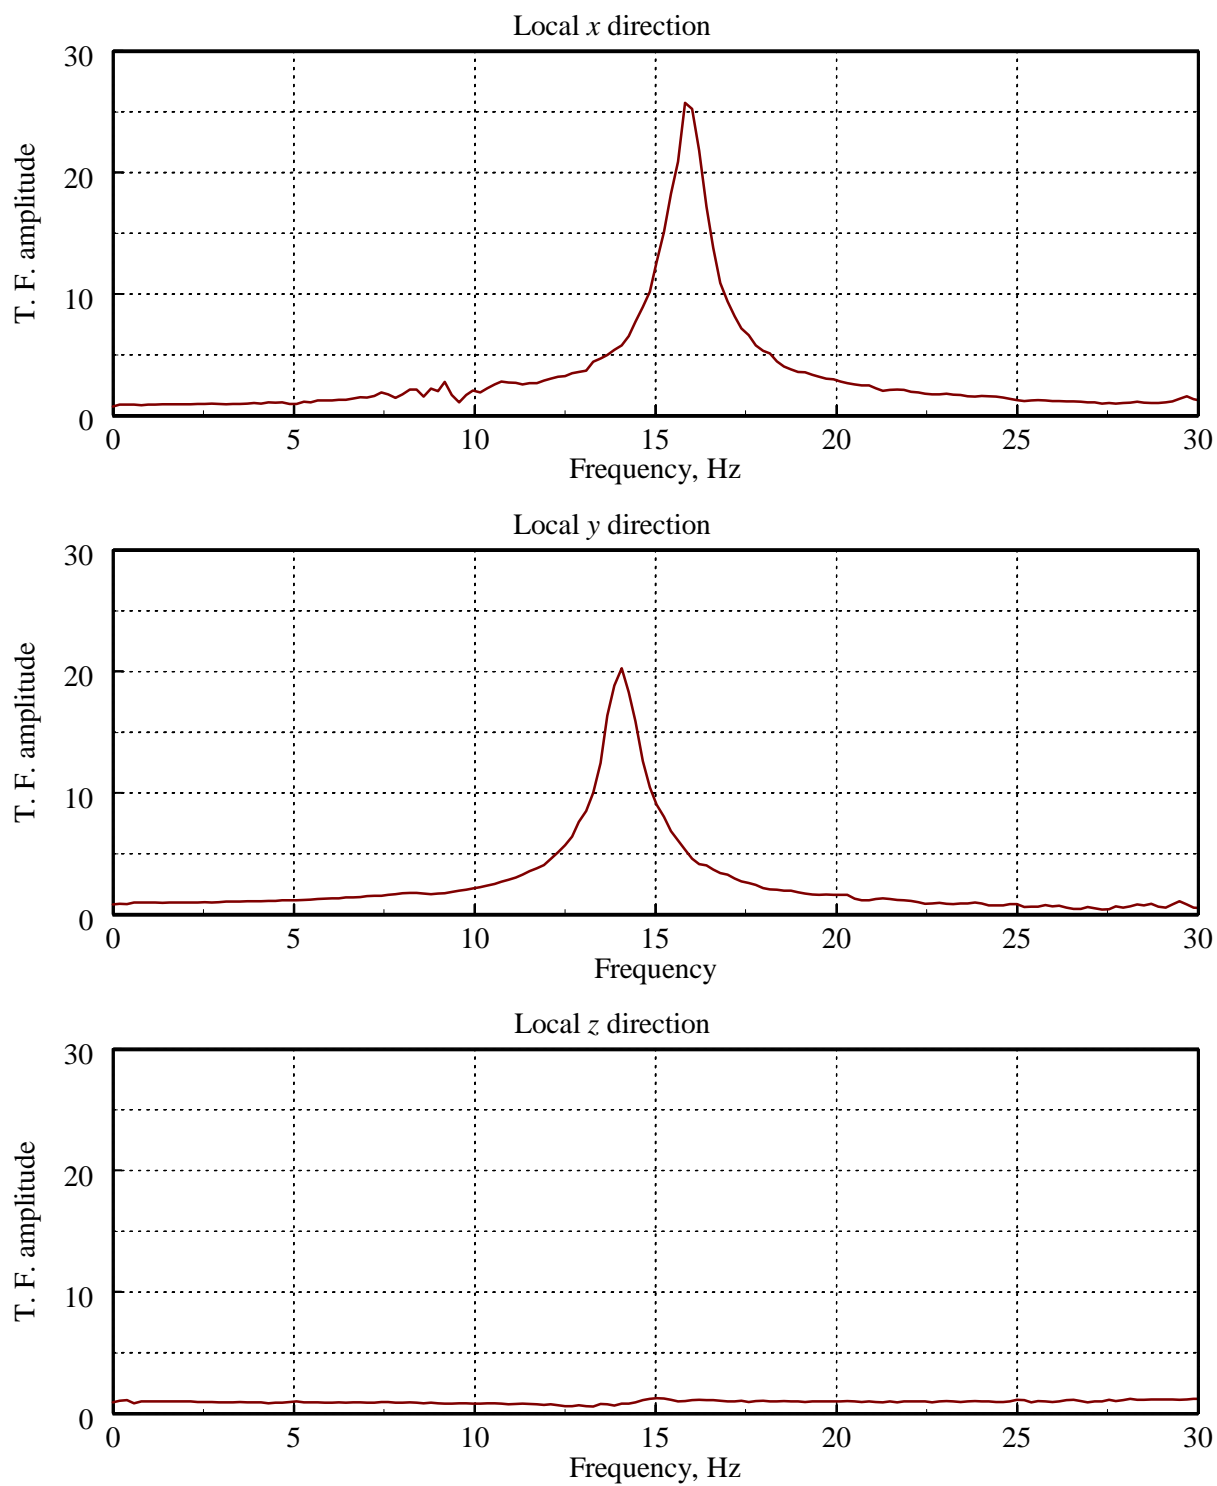 Local x direction
30
20
10
0
T. F. amplitude
0 5 10 15 20 25 30
Frequency, Hz
Local y direction
30
20
10
0
T. F. amplitude
0 5 10 15 20 25 30
Frequency
Local z direction
30
20
10
0
T. F. amplitude
0 5 10 15 20 25 30
Frequency, Hz